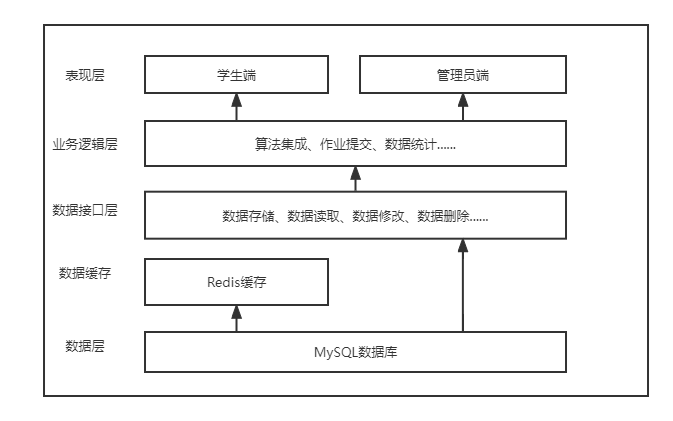 表现层
学生端
管理员端
业务逻辑层
算法集成、作业提交、数据统计......
数据接口层
数据存储、数据读取、数据修改、数据删除......
数据缓存
Redis缓存
数据层
MySQL数据库